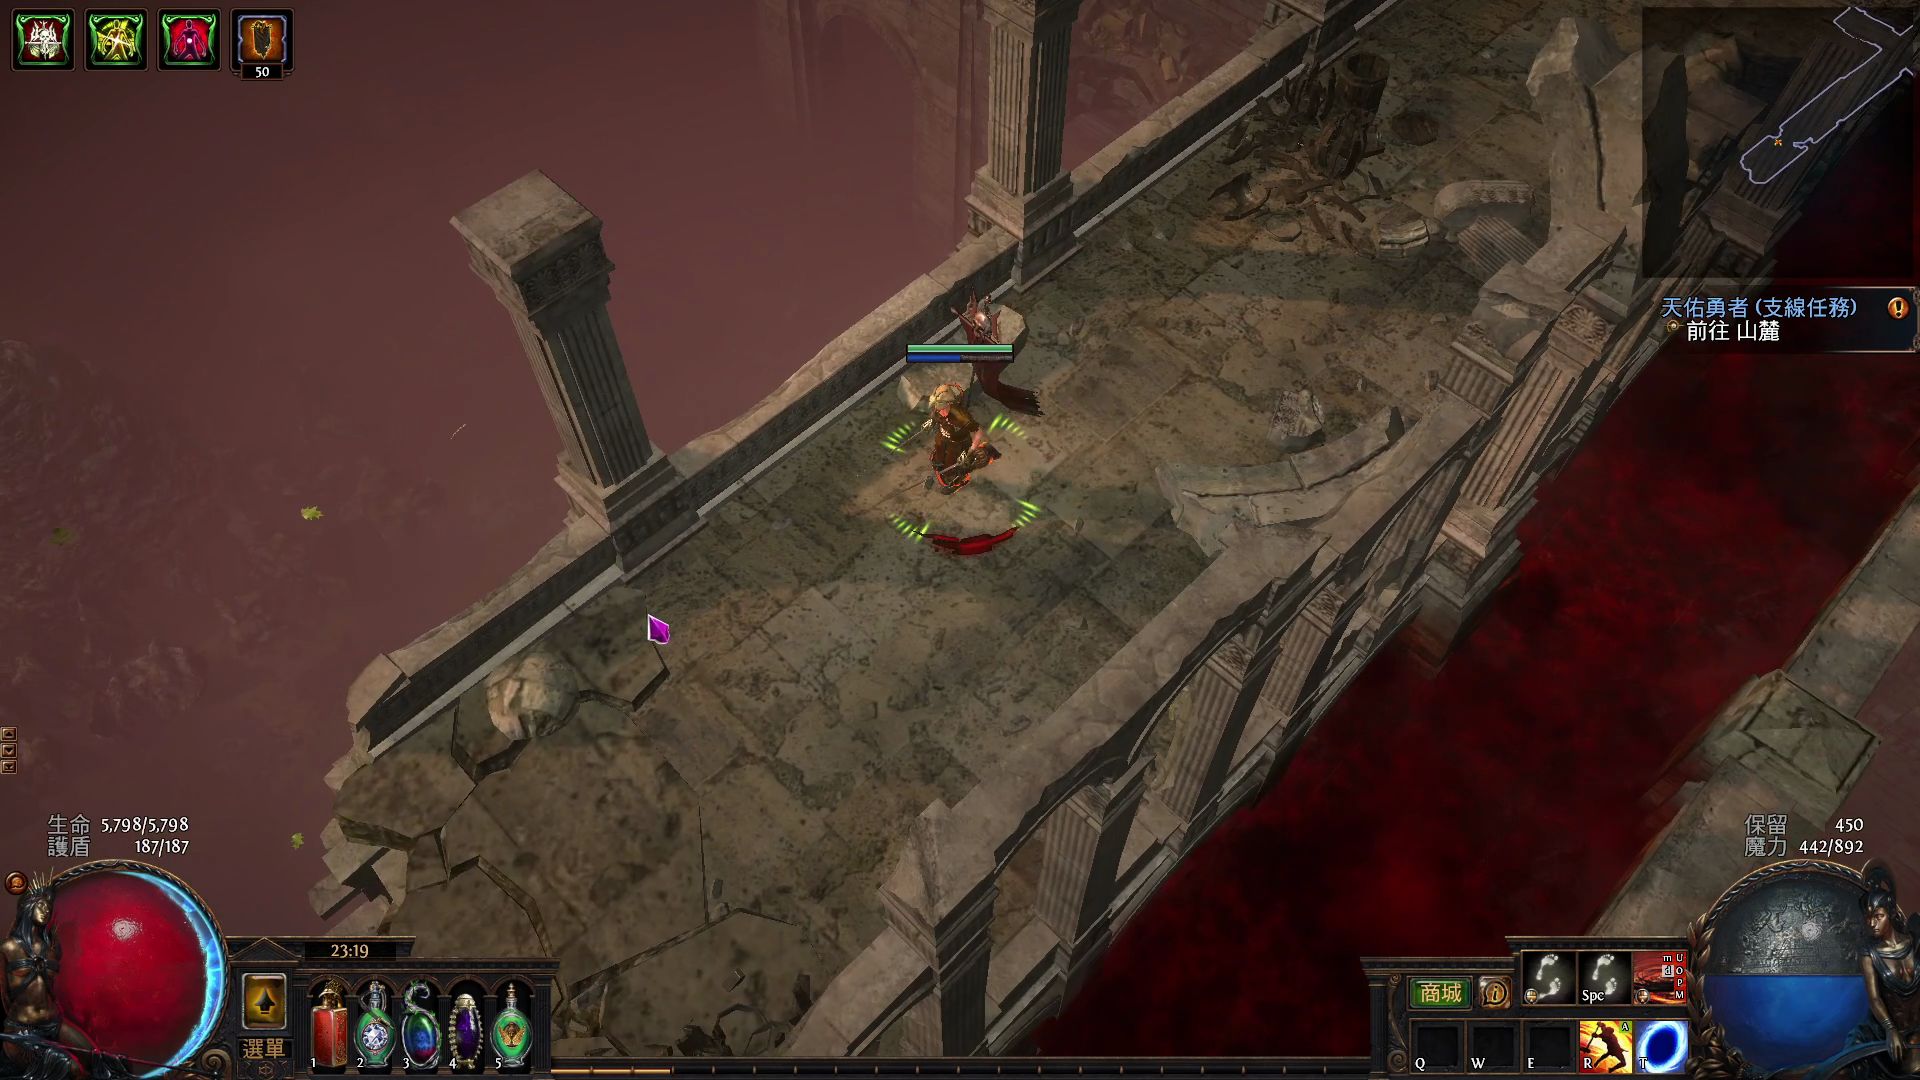 50
天佑勇者 (支線任務)
前往 山麓
生命 5,798/5,798
護盾 187/187
保留 450
魔力 442/892
23:19
選單
1 2 3 4 5
商城
Spc
m U
d O
P
M
Q W E R A T